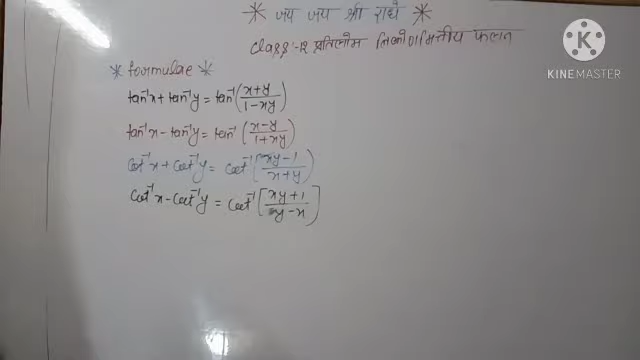 * जय जय श्री राधे *
Class:-12 प्रतिलोम त्रिकोणमितीय फलन
KINEMASTER
* formulae *
tan⁻¹x + tan⁻¹y = tan⁻¹(x+y / 1-xy)
tan⁻¹x - tan⁻¹y = tan⁻¹(x-y / 1+xy)
Cot⁻¹x + Cot⁻¹y = Cot⁻¹[xy-1 / x+y]
Cot⁻¹x - Cot⁻¹y = Cot⁻¹[xy+1 / y-x]